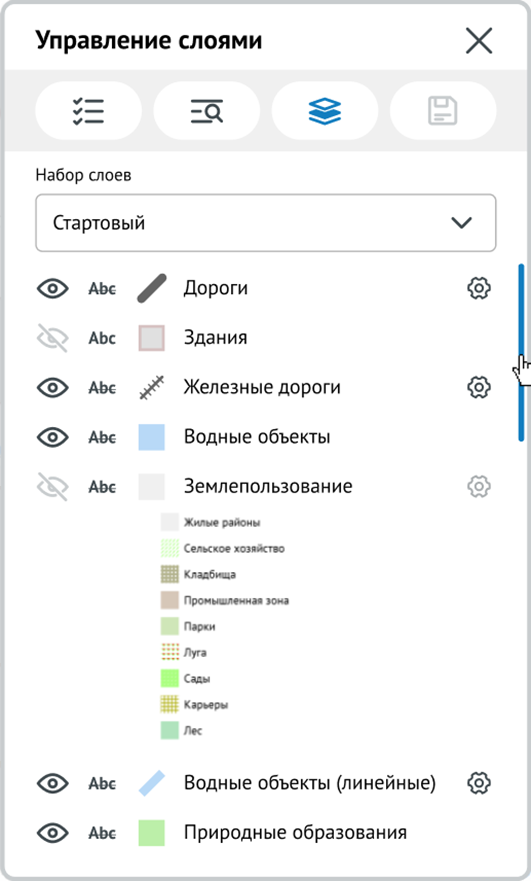 Управление слоями
Набор слоев
Стартовый
Abc Дороги
Abc Здания
Abc Железные дороги
Abc Водные объекты
Abc Землепользование
Жилые районы
Сельское хозяйство
Кладбища
Промышленная зона
Парки
Луга
Сады
Карьеры
Лес
Abc Водные объекты (линейные)
Abc Природные образования